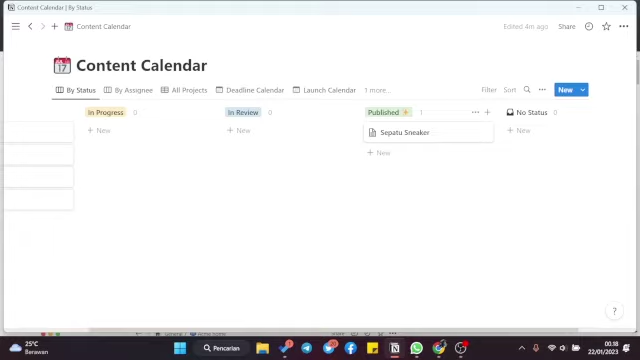 Content Calendar | By Status
Content Calendar
Edited 4m ago
Share
Content Calendar
By Status
By Assignee
All Projects
Deadline Calendar
Launch Calendar
1 more...
Filter
Sort
New
In Progress 0
In Review 0
Published ⚡ 1
No Status 0
+ New
+ New
Sepatu Sneaker
+ New
+ New
?
25°C
Berawan
Pencarian
00.18
22/01/2023